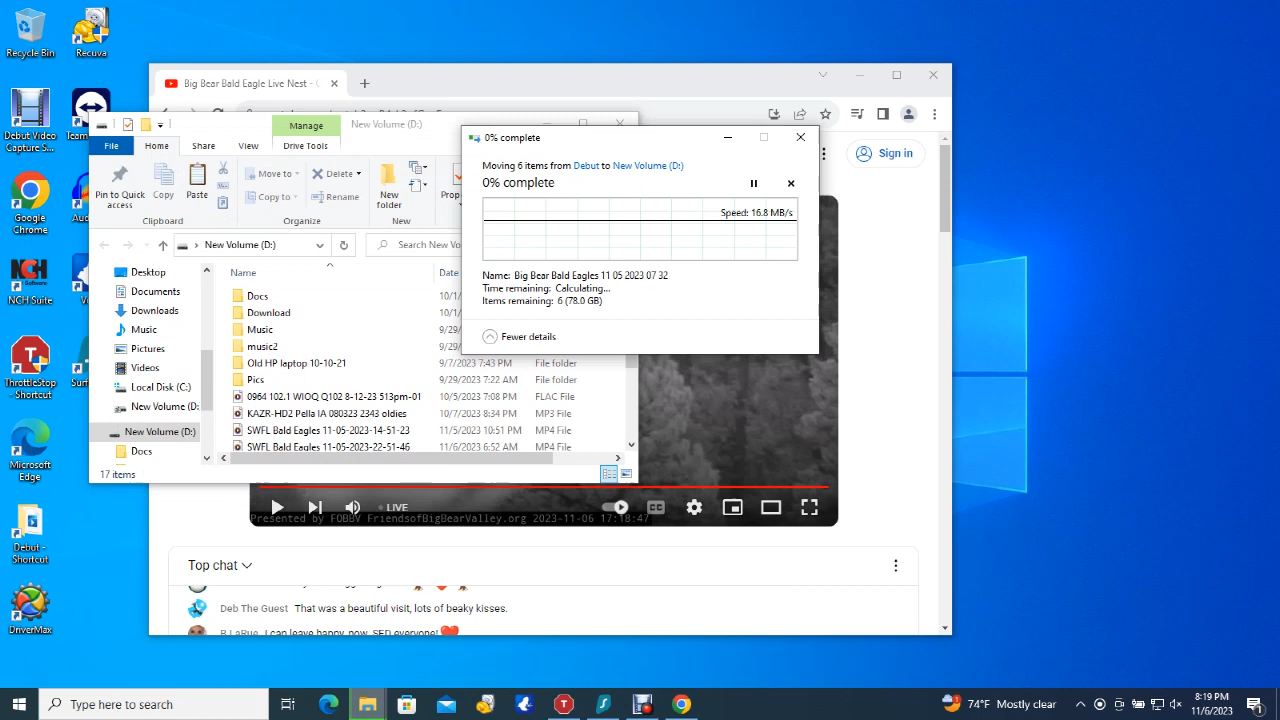 Recycle Bin
Recuva
Debut Video
Capture S...
Team
Google
Chrome
Aud
NCH Suite
ThrottleStop
- Shortcut
Surf
Microsoft
Edge
Debut -
Shortcut
DriverMax
Big Bear Bald Eagle Live Nest -
Sign in
New Volume (D:)
Manage
File
Home
Share
View
Drive Tools
Pin to Quick
Access
Copy
Paste
Clipboard
Move to
Copy to
Delete
Rename
Organize
New
folder
New
Prop
New Volume (D:)
Search New Vo
Desktop
Documents
Downloads
Music
Pictures
Videos
Local Disk (C:)
New Volume (D:
New Volume (D:)
Docs
Name
Date
Docs 10/1/
Download 10/1/
Music 9/29/
music2 9/29/
Old HP laptop 10-10-21 9/7/2023 7:43 PM File folder
Pics 9/29/2023 7:22 AM File folder
0964 102.1 WIOQ Q102 8-12-23 513pm-01 10/5/2023 7:08 PM FLAC File
KAZR-HD2 Pella IA 080323 2343 oldies 10/7/2023 8:34 PM MP3 File
SWFL Bald Eagles 11-05-2023-14-51-23 11/5/2023 10:51 PM MP4 File
SWFL Bald Eagles 11-05-2023-22-51-46 11/6/2023 6:52 AM MP4 File
17 items
0% complete
Moving 6 items from Debut to New Volume (D:)
0% complete
Speed: 16.8 MB/s
Name: Big Bear Bald Eagles 11 05 2023 07 32
Time remaining: Calculating...
Items remaining: 6 (78.0 GB)
Fewer details
LIVE
CC
Presented by FOBBV FriendsofBigBearValley.org 2023-11-06 17:18:47
Top chat
Deb The Guest That was a beautiful visit, lots of beaky kisses.
B LaRue I can leave happy now. SED everyone!
Type here to search
74°F Mostly clear
8:19 PM
11/6/2023
1